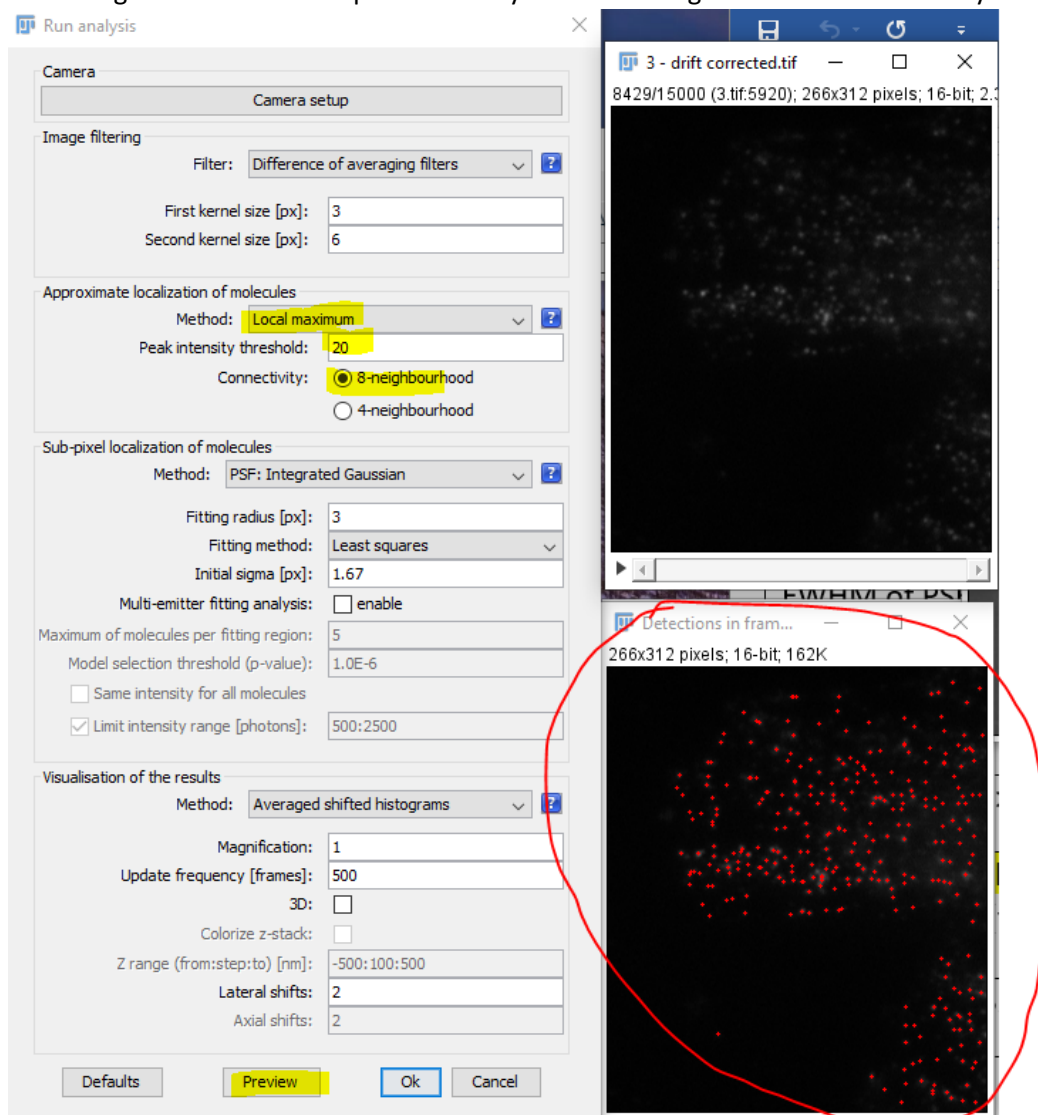 Run analysis
Camera
Camera setup
Image filtering
Filter: Difference of averaging filters
First kernel size [px]: 3
Second kernel size [px]: 6
Approximate localization of molecules
Method: Local maximum
Peak intensity threshold: 20
Connectivity: 8-neighbourhood
4-neighbourhood
Sub-pixel localization of molecules
Method: PSF: Integrated Gaussian
Fitting radius [px]: 3
Fitting method: Least squares
Initial sigma [px]: 1.67
Multi-emitter fitting analysis: enable
Maximum of molecules per fitting region: 5
Model selection threshold (p-value): 1.0E-6
Same intensity for all molecules
Limit intensity range [photons]: 500:2500
Visualisation of the results
Method: Averaged shifted histograms
Magnification: 1
Update frequency [frames]: 500
3D:
Colorize z-stack:
Z range (from:step:to) [nm]: -500:100:500
Lateral shifts: 2
Axial shifts: 2
Defaults Preview Ok Cancel
3 - drift corrected.tif
8429/15000 (3.tif:5920); 266x312 pixels; 16-bit; 2.
FWHM of PSF
Detections in fram...
266x312 pixels; 16-bit; 162K